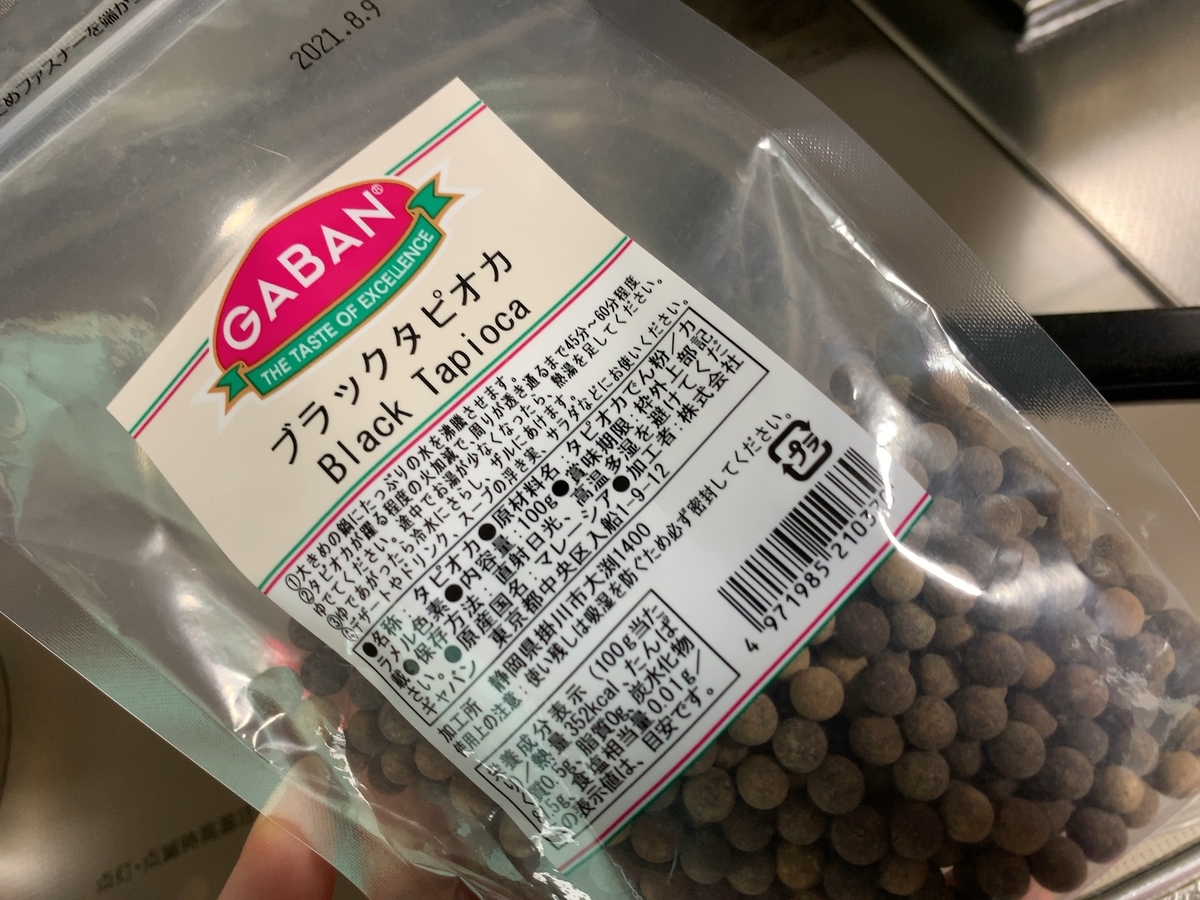 ためファスナーを端か
2021.8.9
GABAN®
THE TASTE OF EXCELLENCE
ブラックタピオカ
Black Tapioca
①大きめの鍋にたっぷりの水を沸騰させます。
②タピオカが躍る程度の火加減で、周りが透き通るまで45分〜60分程度
ゆでてください。途中でお湯が少なくなったら、熱湯を足してください。
③ゆであがったら冷水にさらし、ザルにあげます。
④デザートやドリンク、スープの浮き実、サラダなどにお使いください。
●名称:タピオカ●原材料名:タピオカでん粉/カ
ラメル色素●内容量:100g●賞味期限:枠外上部記
載●保存方法:直射日光、高温多湿を避けてくだ
さい。●原産国名:マレーシア●加工者:株式会社
ギャバン 東京都中央区入船1-9-12
加工所 静岡県掛川市大渕1400
使用上の注意:使い残しは吸湿を防ぐため必ず密封してください。
プラ
栄養成分表示(100g当た
り)/熱量 352kcal、たんぱ
く質0.5g、脂質0g、炭水化物
.5g、食塩相当量 0.01g/
の表示値は、目安です。
4 971985 2103